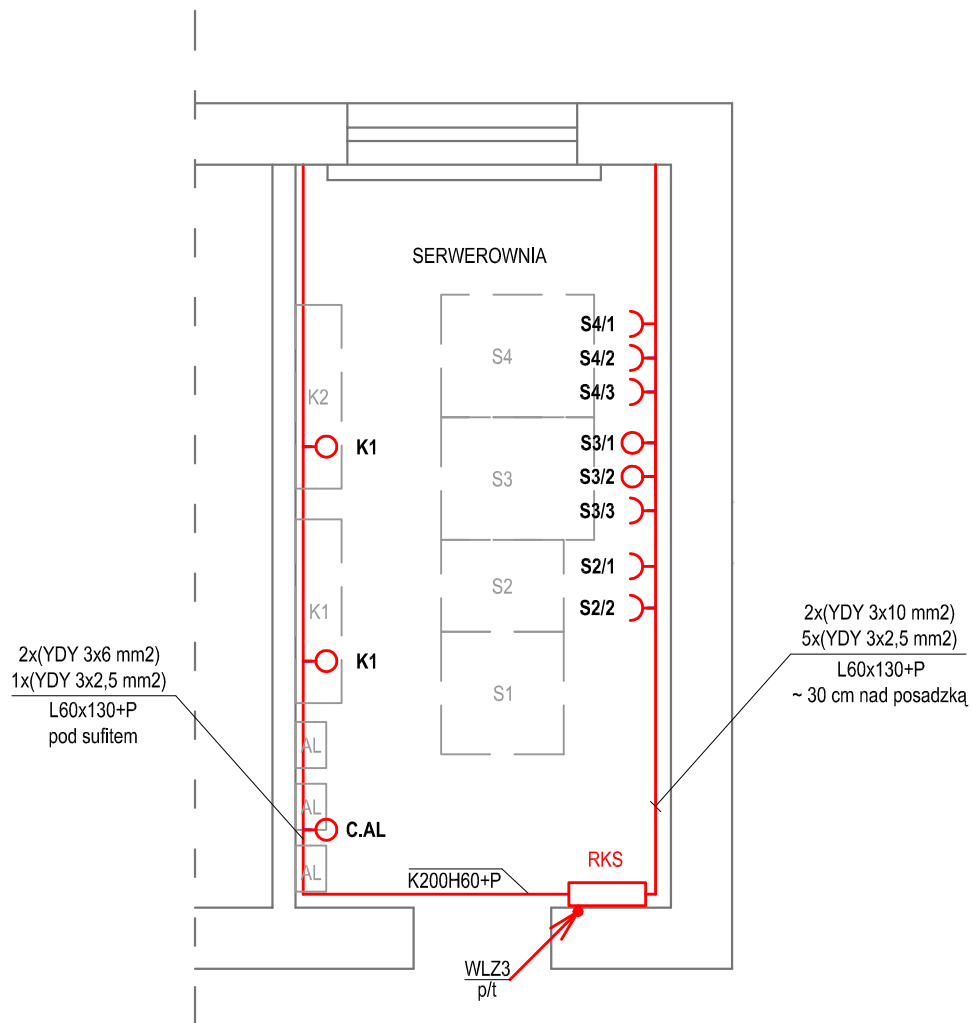 SERWEROWNIA
S4/1
S4
S4/2
S4/3
K2
S3/1
K1
S3/2
S3
S3/3
S2/1
S2
S2/2
K1
2x(YDY 3x10 mm2)
5x(YDY 3x2,5 mm2)
L60x130+P
~ 30 cm nad posadzką
2x(YDY 3x6 mm2)
1x(YDY 3x2,5 mm2)
L60x130+P
pod sufitem
K1
S1
AL
AL
C.AL
AL
RKS
K200H60+P
WLZ3
p/t